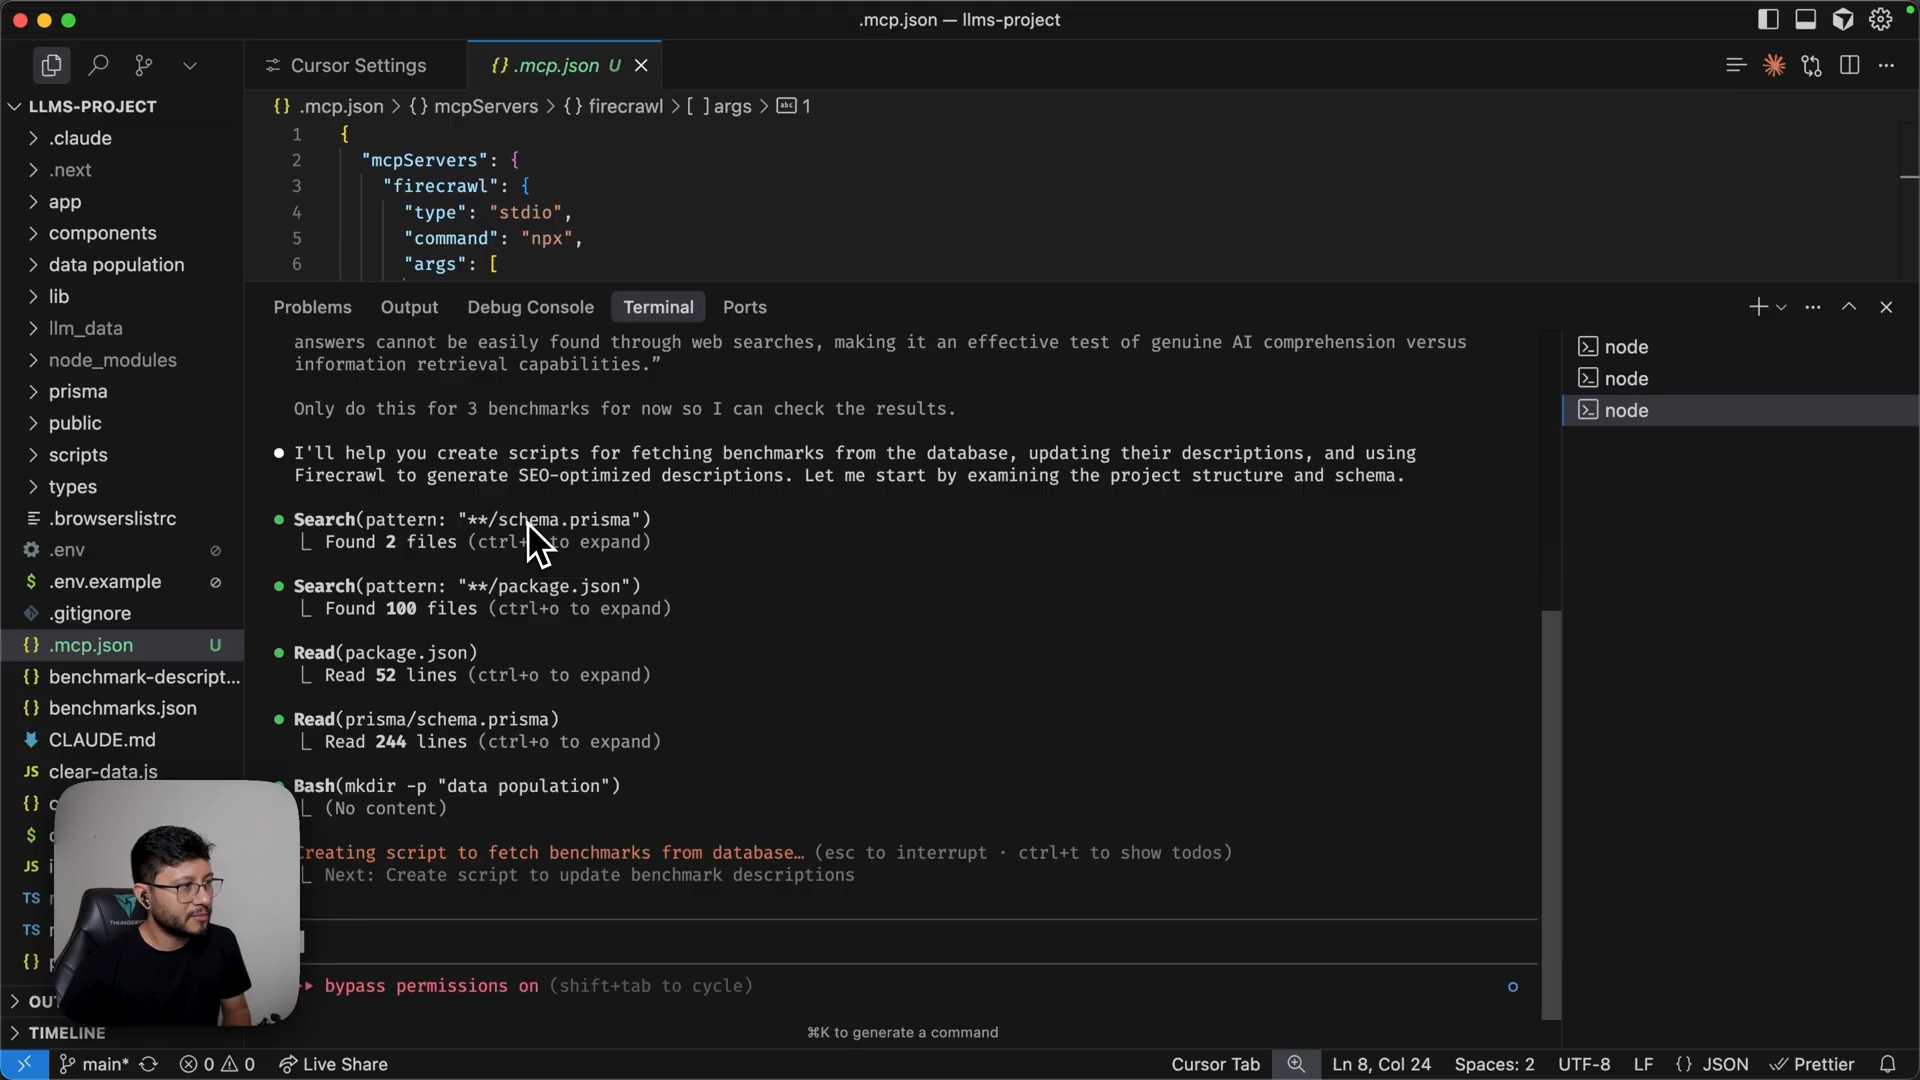 .mcp.json — llms-project
Cursor Settings
{} .mcp.json U
LLMS-PROJECT
{} .mcp.json > {} mcpServers > {} firecrawl > [ ] args > abc 1
.claude
.next
app
components
data population
lib
llm_data
node_modules
prisma
public
scripts
types
.browserslistrc
.env
$ .env.example
.gitignore
{} .mcp.json U
{} benchmark-descript...
{} benchmarks.json
CLAUDE.md
JS clear-data.js
{}
$
JS
TS
TS
{}
TIMELINE
1 {
2 "mcpServers": {
3 "firecrawl": {
4 "type": "stdio",
5 "command": "npx",
6 "args": [
Problems Output Debug Console Terminal Ports
answers cannot be easily found through web searches, making it an effective test of genuine AI comprehension versus
information retrieval capabilities.”
Only do this for 3 benchmarks for now so I can check the results.
● I'll help you create scripts for fetching benchmarks from the database, updating their descriptions, and using
Firecrawl to generate SEO-optimized descriptions. Let me start by examining the project structure and schema.
● Search(pattern: "**/schema.prisma")
⎿ Found 2 files (ctrl+ to expand)
● Search(pattern: "**/package.json")
⎿ Found 100 files (ctrl+o to expand)
● Read(package.json)
⎿ Read 52 lines (ctrl+o to expand)
● Read(prisma/schema.prisma)
⎿ Read 244 lines (ctrl+o to expand)
Bash(mkdir -p "data population")
⎿ (No content)
Creating script to fetch benchmarks from database… (esc to interrupt · ctrl+t to show todos)
⎿ Next: Create script to update benchmark descriptions
bypass permissions on (shift+tab to cycle)
⌘K to generate a command
node
node
node
main* 0 0 Live Share
Cursor Tab Ln 8, Col 24 Spaces: 2 UTF-8 LF {} JSON Prettier